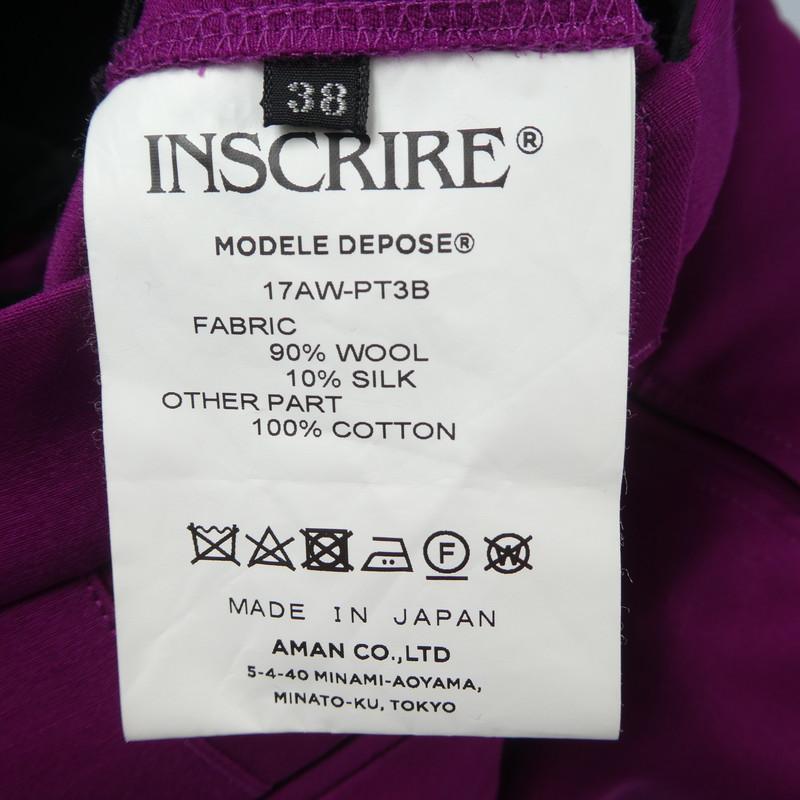 38
INSCRIRE®
MODELE DEPOSE®
17AW-PT3B
FABRIC
90% WOOL
10% SILK
OTHER PART
100% COTTON
F W
MADE IN JAPAN
AMAN CO.,LTD
5-4-40 MINAMI-AOYAMA,
MINATO-KU, TOKYO